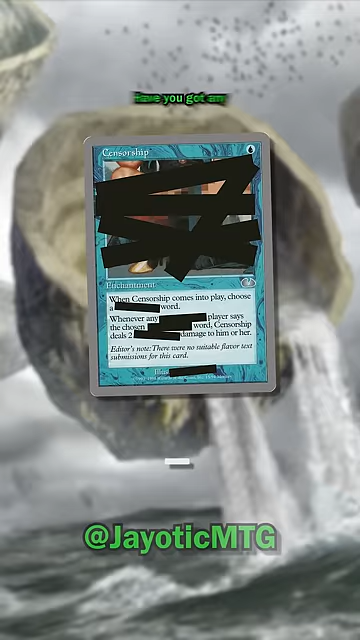 Have you got any
Censorship
Enchantment
When Censorship comes into play, choose
a word.
Whenever any player says
the chosen word, Censorship
deals 2 damage to him or her.
Editor's note: There were no suitable flavor text
submissions for this card.
Illus.
@JayoticMTG